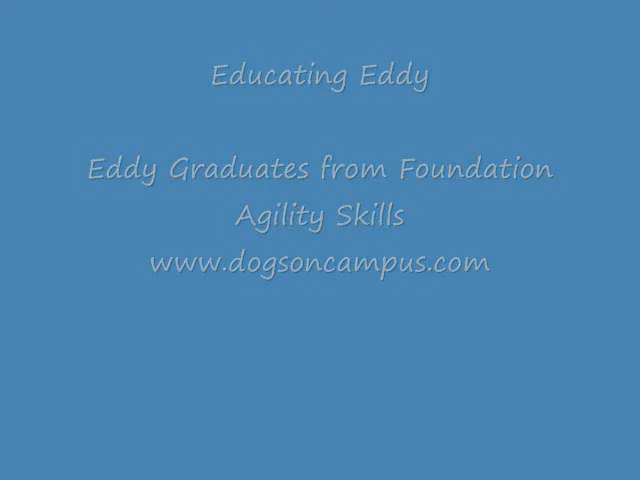 Educating Eddy
Eddy Graduates from Foundation
Agility Skills
www.dogsoncampus.com